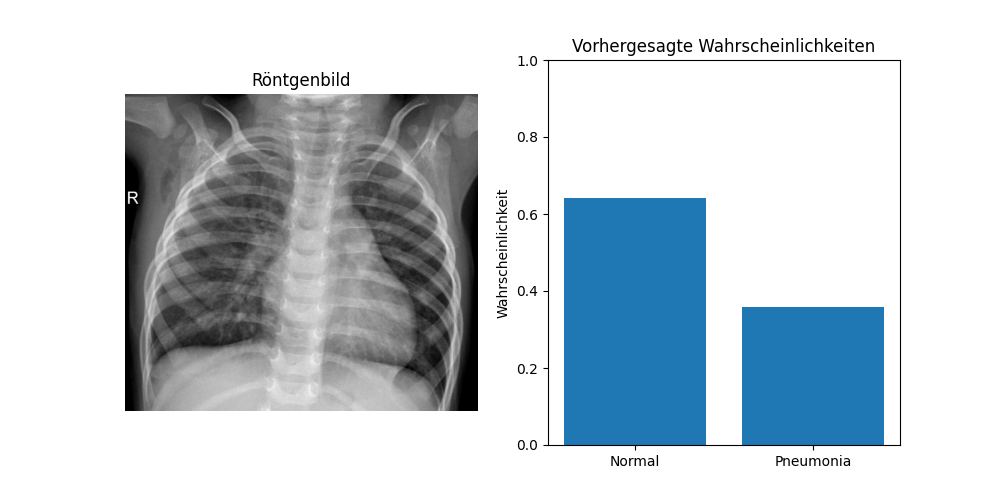 Röntgenbild
R
Vorhergesagte Wahrscheinlichkeiten
Wahrscheinlichkeit
1.0
0.8
0.6
0.4
0.2
0.0
Normal
Pneumonia